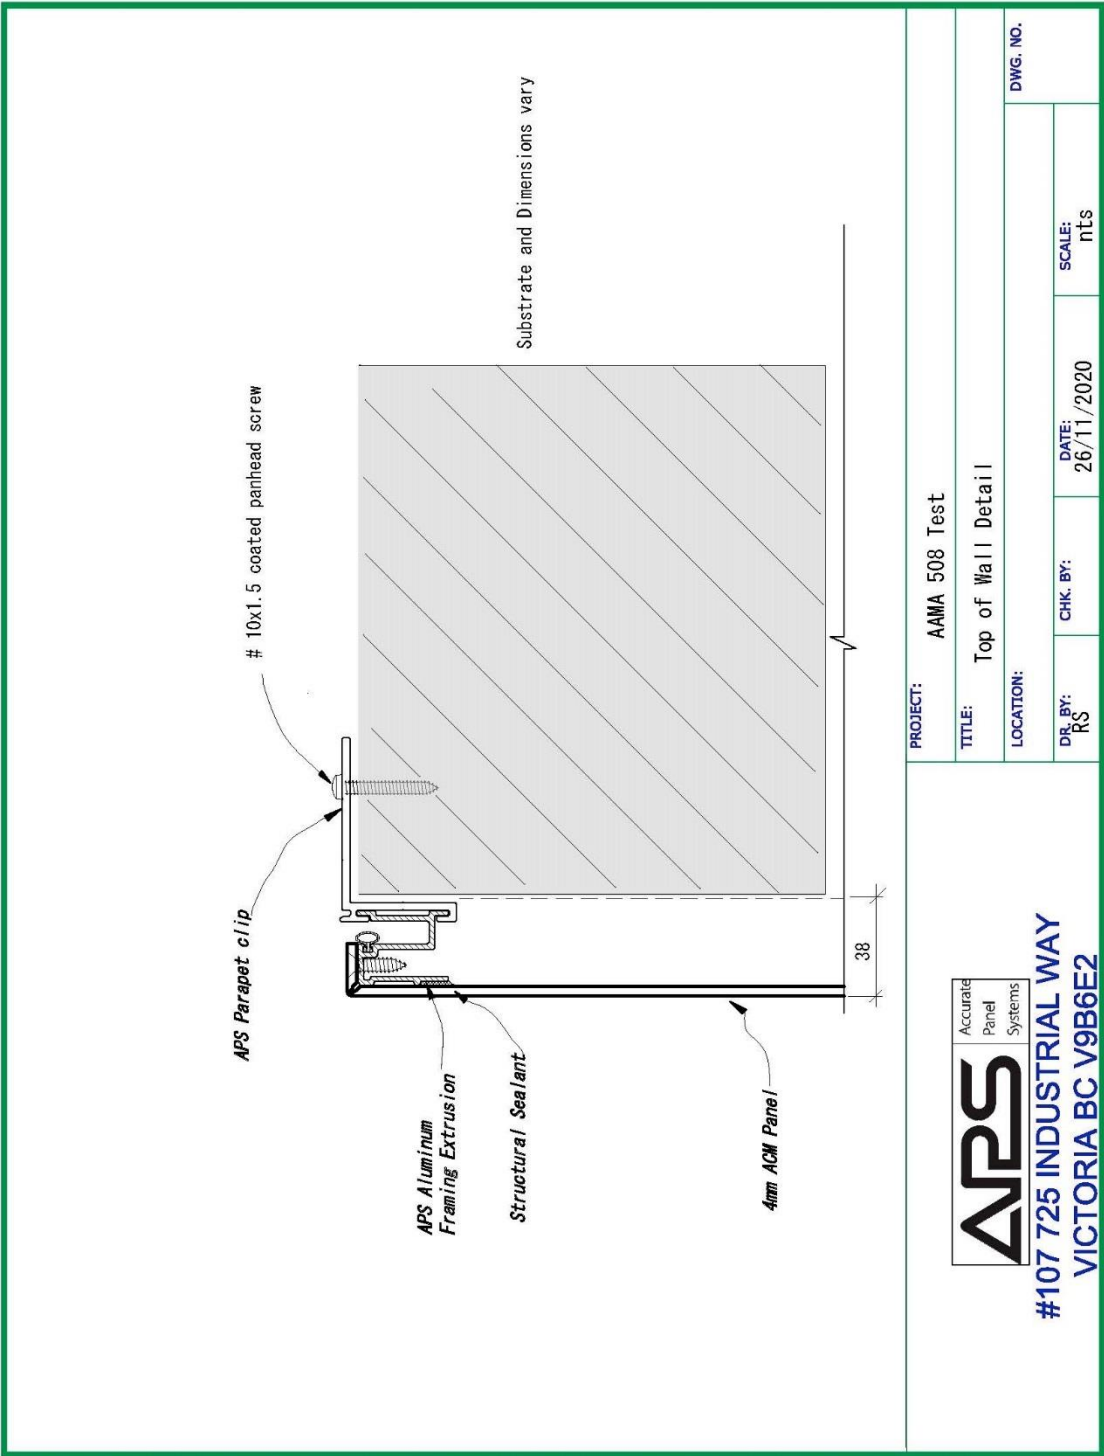 # 10x1.5 coated panhead screw
APS Parapet clip
Substrate and Dimensions vary
APS Aluminum
Framing Extrusion
Structural Sealant
4mm ACM Panel
38
APS
Accurate
Panel
Systems
#107 725 INDUSTRIAL WAY
VICTORIA BC V9B6E2
PROJECT:
AAMA 508 Test
TITLE:
Top of Wall Detail
LOCATION:
DWG. NO.
DR. BY:
RS
CHK. BY:
DATE:
26/11/2020
SCALE:
nts